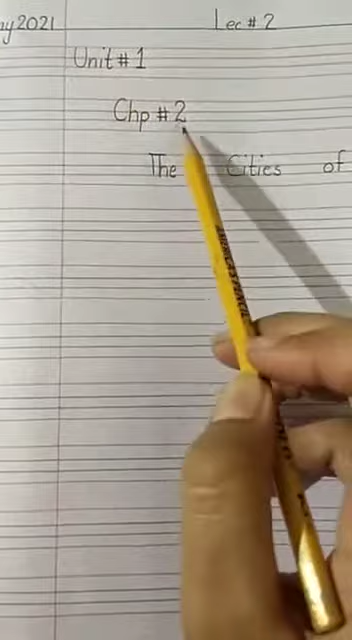 2021 Lec # 2
Unit # 1
Chp # 2
The Cities of